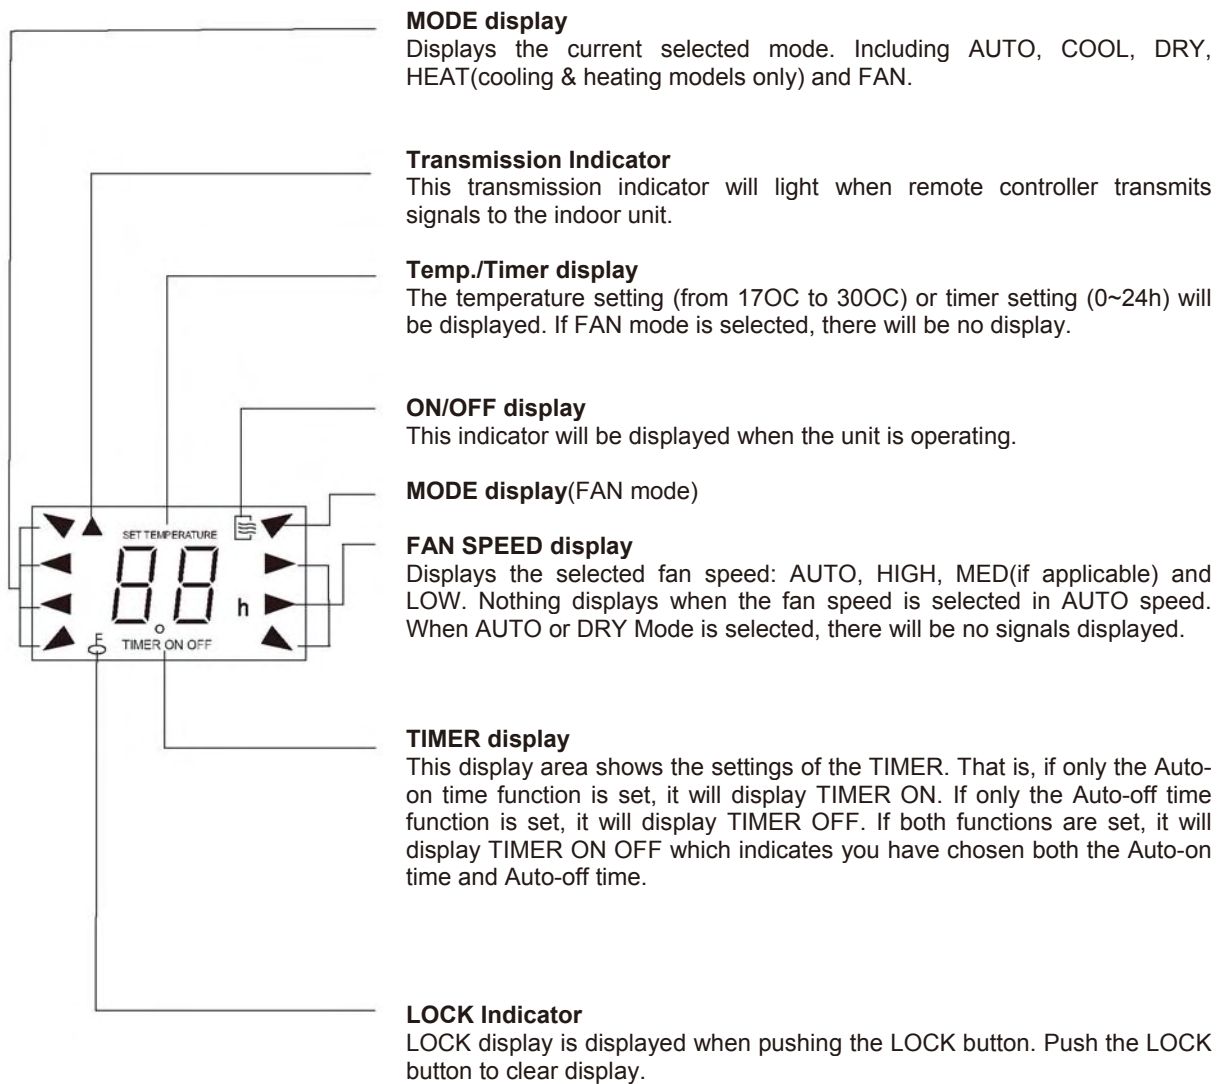 MODE display
Displays the current selected mode. Including AUTO, COOL, DRY,
HEAT(cooling & heating models only) and FAN.
Transmission Indicator
This transmission indicator will light when remote controller transmits
signals to the indoor unit.
Temp./Timer display
The temperature setting (from 17OC to 30OC) or timer setting (0~24h) will
be displayed. If FAN mode is selected, there will be no display.
ON/OFF display
This indicator will be displayed when the unit is operating.
MODE display(FAN mode)
SET TEMPERATURE
88
h
TIMER ON OFF
FAN SPEED display
Displays the selected fan speed: AUTO, HIGH, MED(if applicable) and
LOW. Nothing displays when the fan speed is selected in AUTO speed.
When AUTO or DRY Mode is selected, there will be no signals displayed.
TIMER display
This display area shows the settings of the TIMER. That is, if only the Auto-
on time function is set, it will display TIMER ON. If only the Auto-off time
function is set, it will display TIMER OFF. If both functions are set, it will
display TIMER ON OFF which indicates you have chosen both the Auto-on
time and Auto-off time.
LOCK Indicator
LOCK display is displayed when pushing the LOCK button. Push the LOCK
button to clear display.